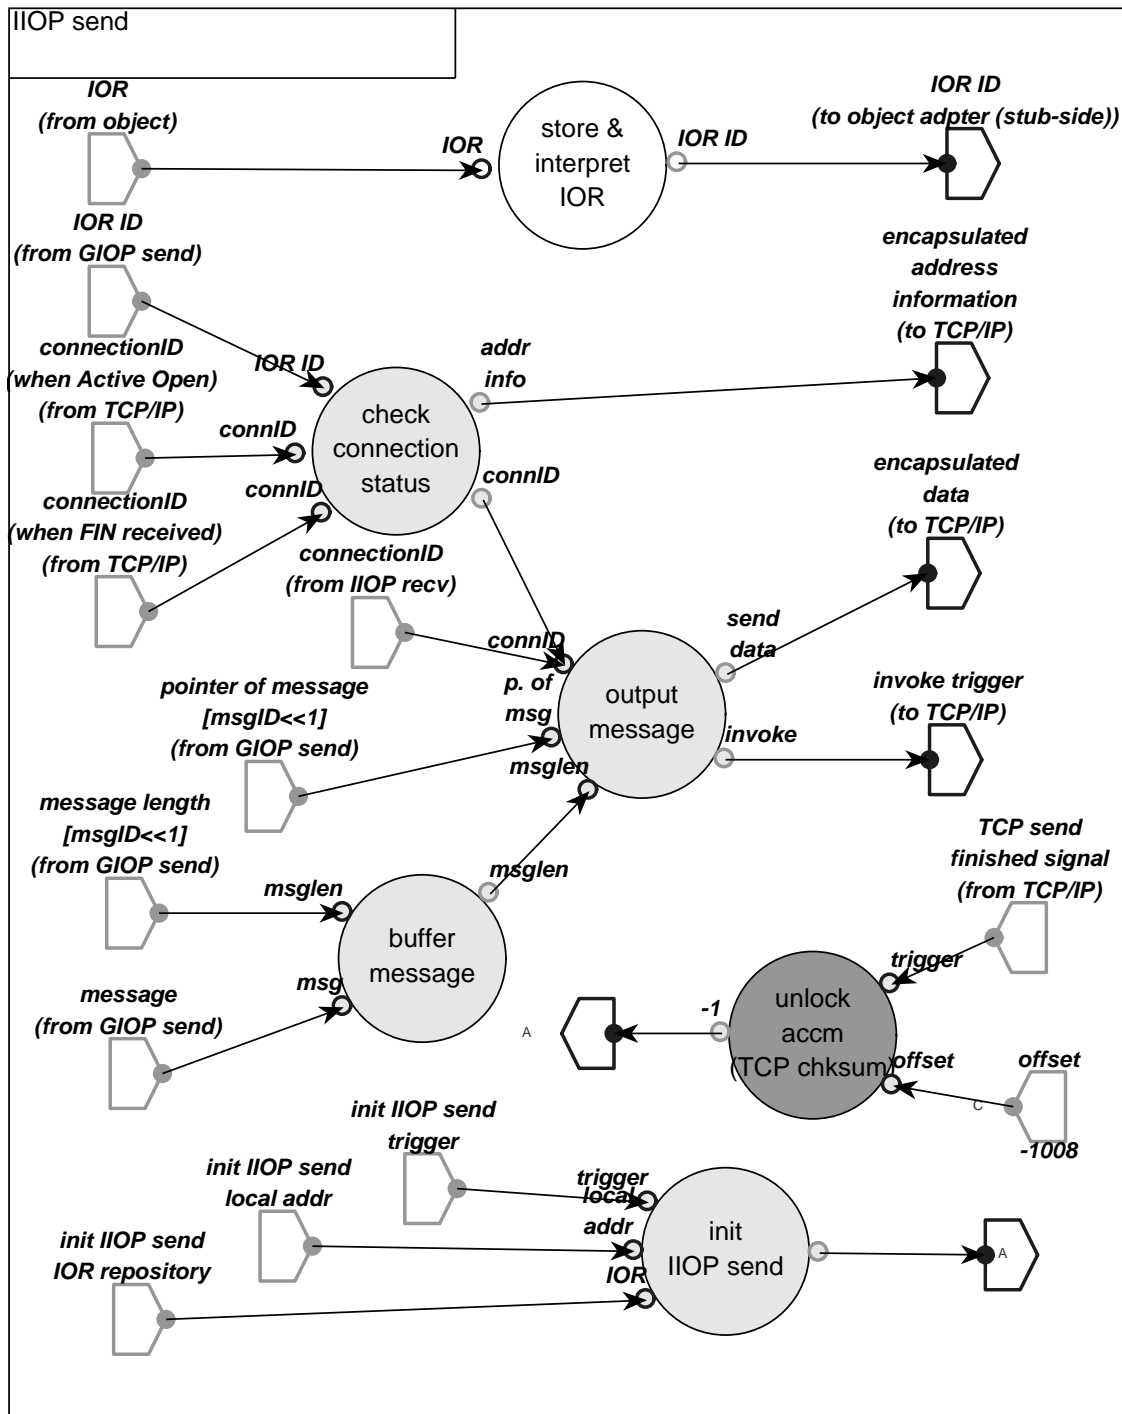 IIOP send
IOR
(from object)
IOR
store &
interpret
IOR
IOR ID
IOR ID
(to object adpter (stub-side))
IOR ID
(from GIOP send)
IOR ID
connectionID
(when Active Open)
(from TCP/IP)
connID
connectionID
(when FIN received)
(from TCP/IP)
connID
check
connection
status
addr
info
encapsulated
address
information
(to TCP/IP)
connID
connectionID
(from IIOP recv)
connID
pointer of message
[msgID<<1]
(from GIOP send)
p. of
msg
msglen
output
message
send
data
encapsulated
data
(to TCP/IP)
invoke
invoke trigger
(to TCP/IP)
message length
[msgID<<1]
(from GIOP send)
msglen
message
(from GIOP send)
msg
buffer
message
msglen
TCP send
finished signal
(from TCP/IP)
trigger
unlock
accm
(TCP chksum)
-1
A
offset
offset
C
-1008
init IIOP send
trigger
trigger
init IIOP send
local addr
local
addr
init IIOP send
IOR repository
IOR
init
IIOP send
A